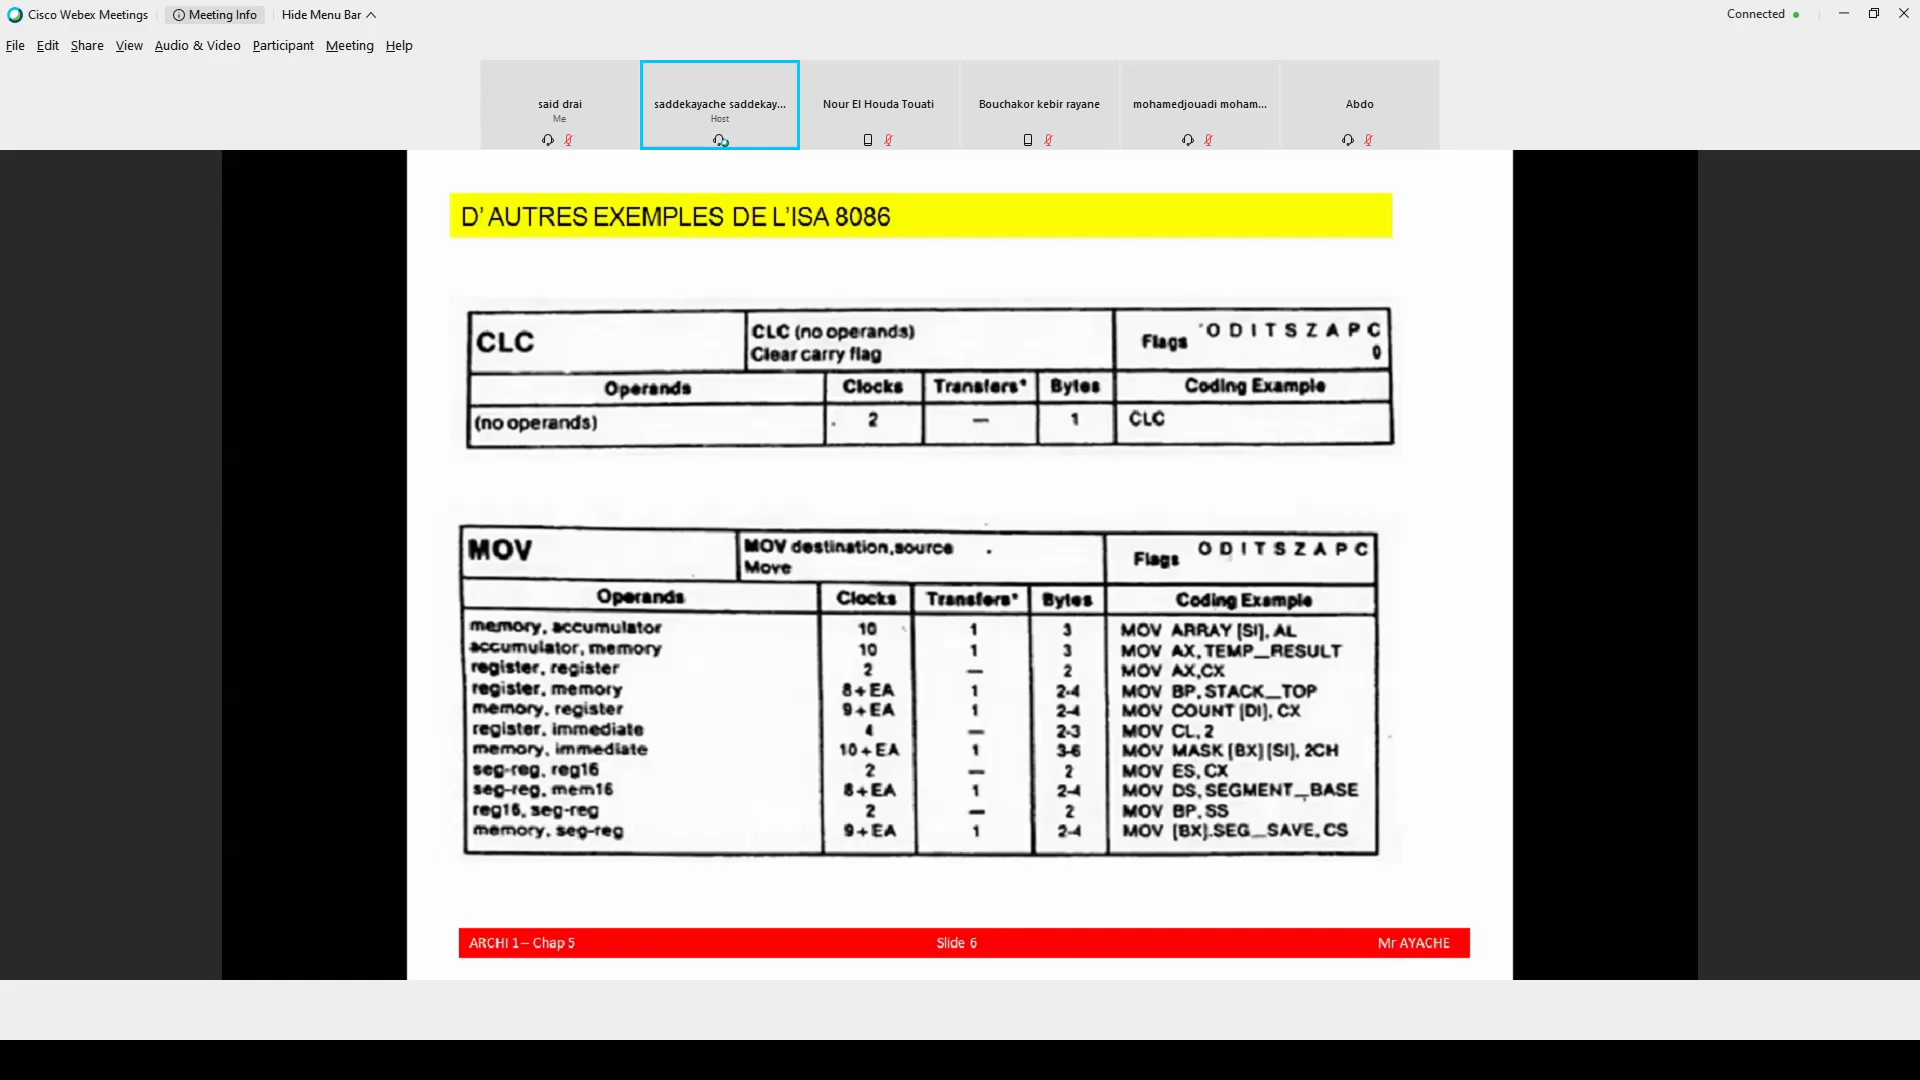 Cisco Webex Meetings Meeting Info Hide Menu Bar Connected
File Edit Share View Audio & Video Participant Meeting Help
said drai saddekayache saddekay... Nour El Houda Touati Bouchakor kebir rayane mohamedjouadi moham... Abdo
Me Host
D' AUTRES EXEMPLES DE L'ISA 8086
CLC CLC (no operands) Flags O D I T S Z A P C
Clear carry flag 0
Operands Clocks Transfers* Bytes Coding Example
(no operands) 2 — 1 CLC
MOV MOV destination,source Flags O D I T S Z A P C
Move
Operands Clocks Transfers* Bytes Coding Example
memory, accumulator 10 1 3 MOV ARRAY [SI], AL
accumulator, memory 10 1 3 MOV AX, TEMP_RESULT
register, register 2 — 2 MOV AX,CX
register, memory 8+EA 1 2-4 MOV BP, STACK_TOP
memory, register 9+EA 1 2-4 MOV COUNT [DI], CX
register, immediate 4 — 2-3 MOV CL, 2
memory, immediate 10+EA 1 3-6 MOV MASK [BX] [SI], 2CH
seg-reg, reg16 2 — 2 MOV ES, CX
seg-reg, mem16 8+EA 1 2-4 MOV DS, SEGMENT_BASE
reg16, seg-reg 2 — 2 MOV BP, SS
memory, seg-reg 9+EA 1 2-4 MOV [BX].SEG_SAVE, CS
ARCHI 1– Chap 5 Slide 6 Mr AYACHE